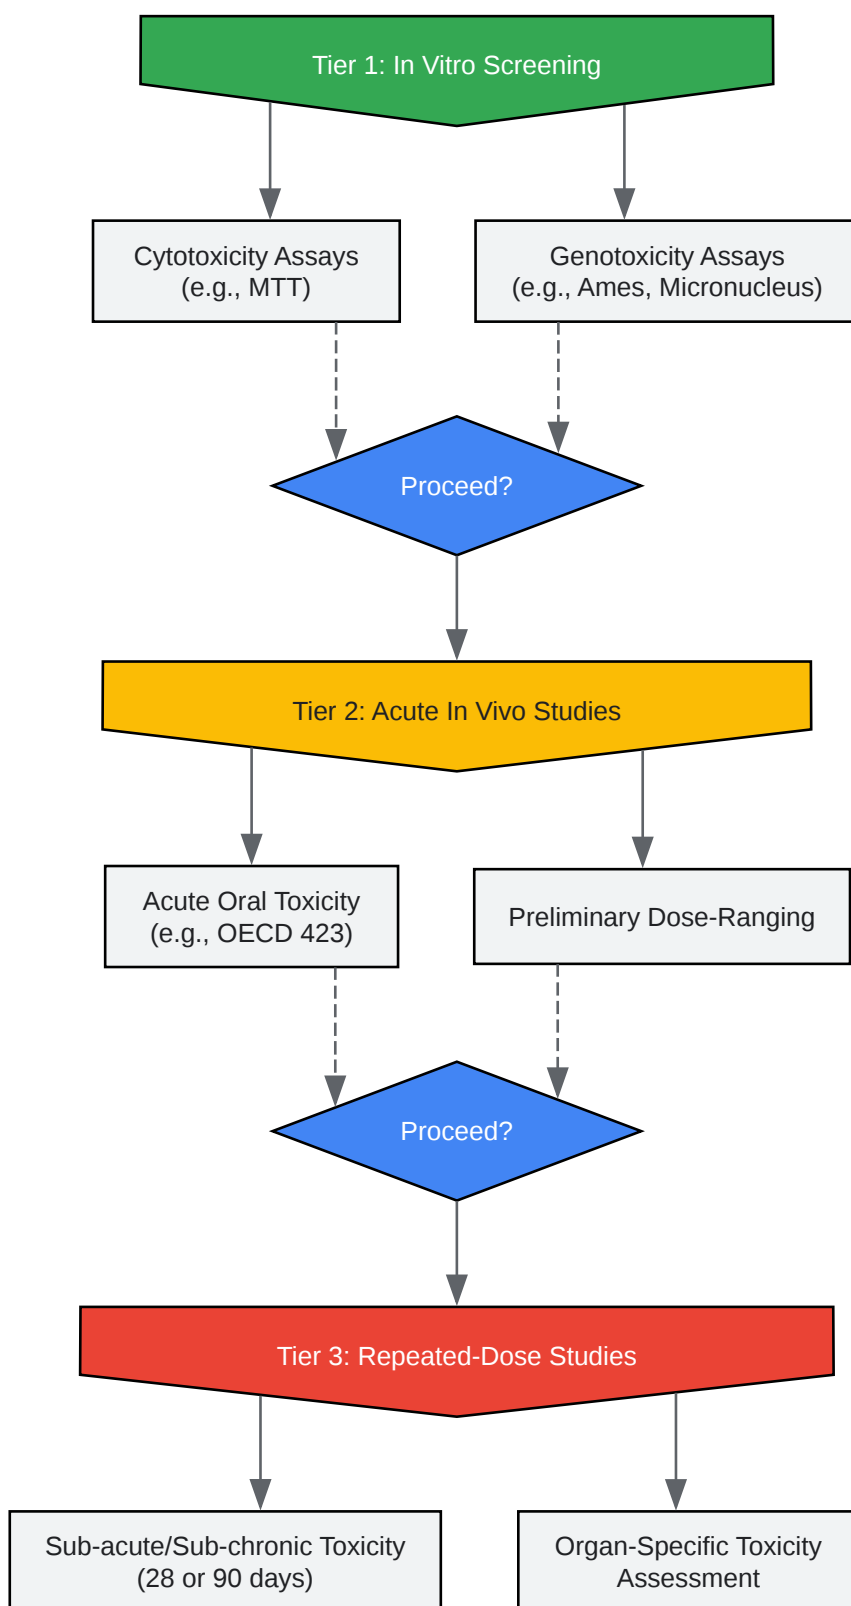 Tier 1: In Vitro Screening
Cytotoxicity Assays
(e.g., MTT)
Genotoxicity Assays
(e.g., Ames, Micronucleus)
Proceed?
Tier 2: Acute In Vivo Studies
Acute Oral Toxicity
(e.g., OECD 423)
Preliminary Dose-Ranging
Proceed?
Tier 3: Repeated-Dose Studies
Sub-acute/Sub-chronic Toxicity
(28 or 90 days)
Organ-Specific Toxicity
Assessment